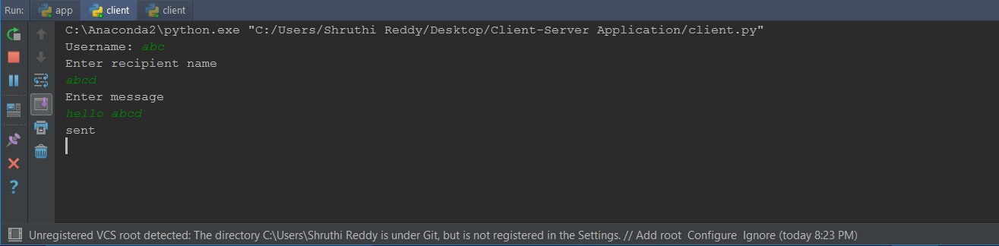 Run: app client client
C:\Anaconda2\python.exe "C:/Users/Shruthi Reddy/Desktop/Client-Server Application/client.py"
Username: abc
Enter recipient name
abcd
Enter message
hello abcd
sent
?
Unregistered VCS root detected: The directory C:\Users\Shruthi Reddy is under Git, but is not registered in the Settings. // Add root Configure Ignore (today 8:23 PM)